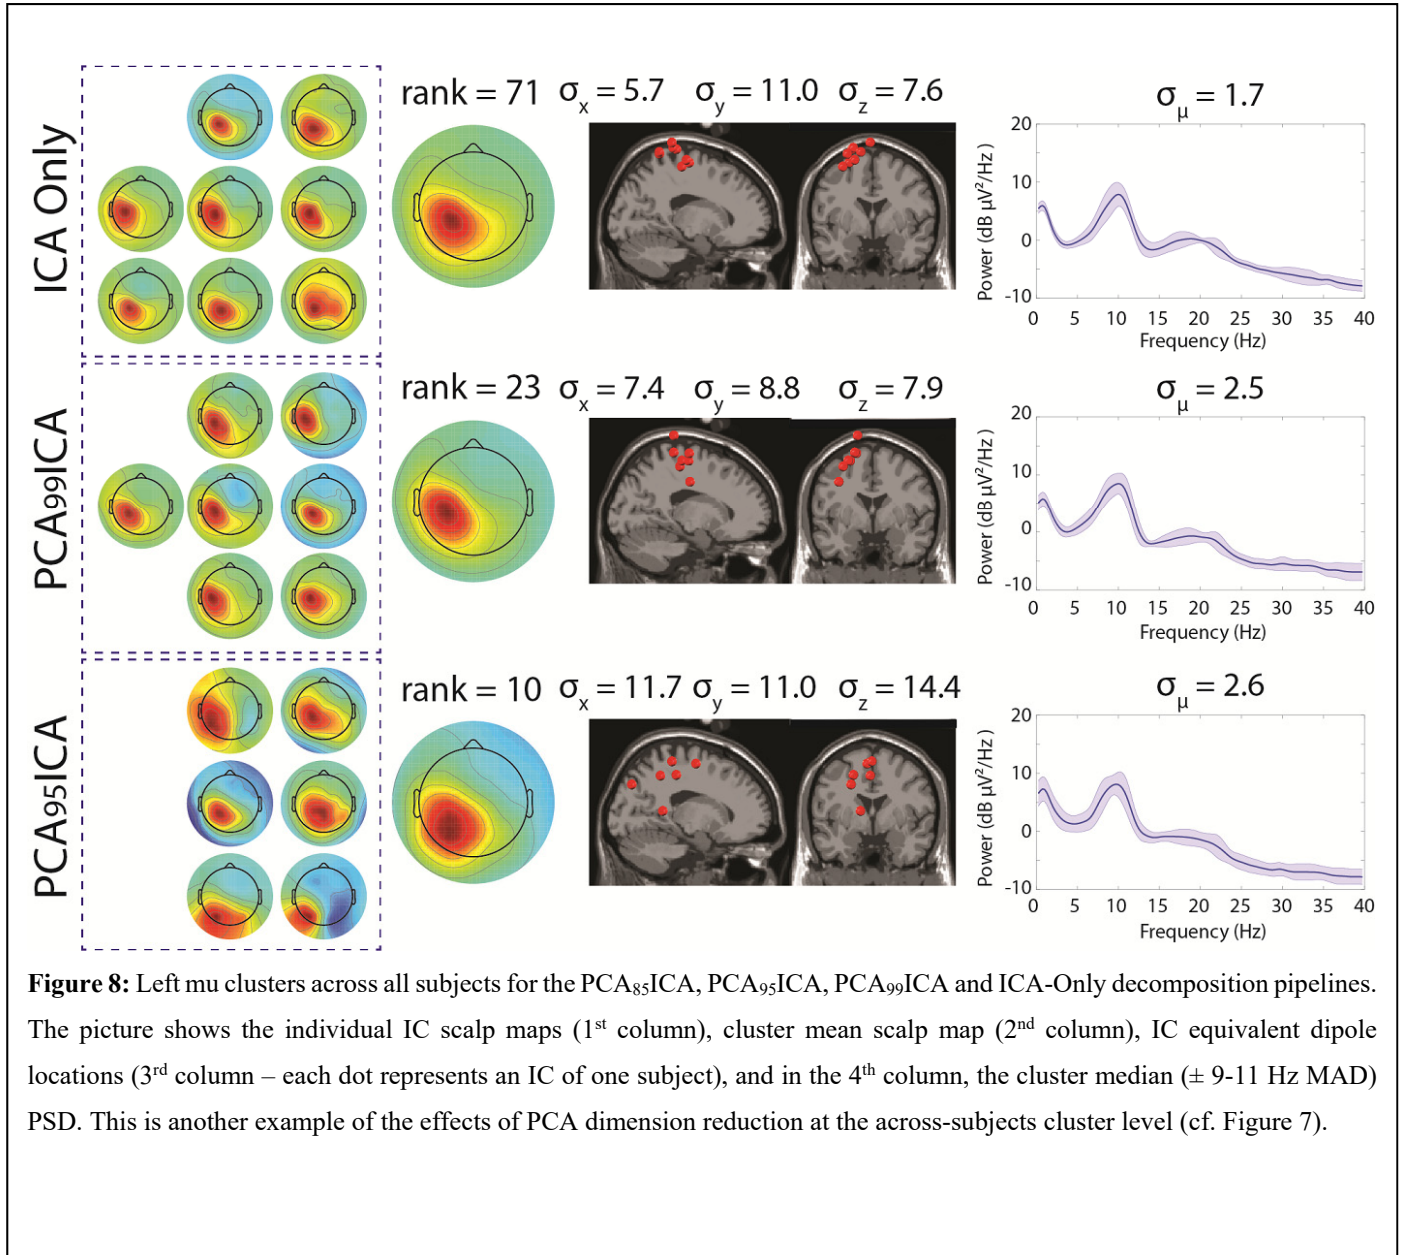 ICA Only
rank = 71 σx = 5.7 σy = 11.0 σz = 7.6
σμ = 1.7
Power (dB μV²/Hz)
20
10
0
-10
0 5 10 15 20 25 30 35 40
Frequency (Hz)
PCA99ICA
rank = 23 σx = 7.4 σy = 8.8 σz = 7.9
σμ = 2.5
Power (dB μV²/Hz)
20
10
0
-10
0 5 10 15 20 25 30 35 40
Frequency (Hz)
PCA95ICA
rank = 10 σx = 11.7 σy = 11.0 σz = 14.4
σμ = 2.6
Power (dB μV²/Hz)
20
10
0
-10
0 5 10 15 20 25 30 35 40
Frequency (Hz)
Figure 8: Left mu clusters across all subjects for the PCA₈₅ICA, PCA₉₅ICA, PCA₉₉ICA and ICA-Only decomposition pipelines.
The picture shows the individual IC scalp maps (1st column), cluster mean scalp map (2nd column), IC equivalent dipole
locations (3rd column – each dot represents an IC of one subject), and in the 4th column, the cluster median (± 9-11 Hz MAD)
PSD. This is another example of the effects of PCA dimension reduction at the across-subjects cluster level (cf. Figure 7).